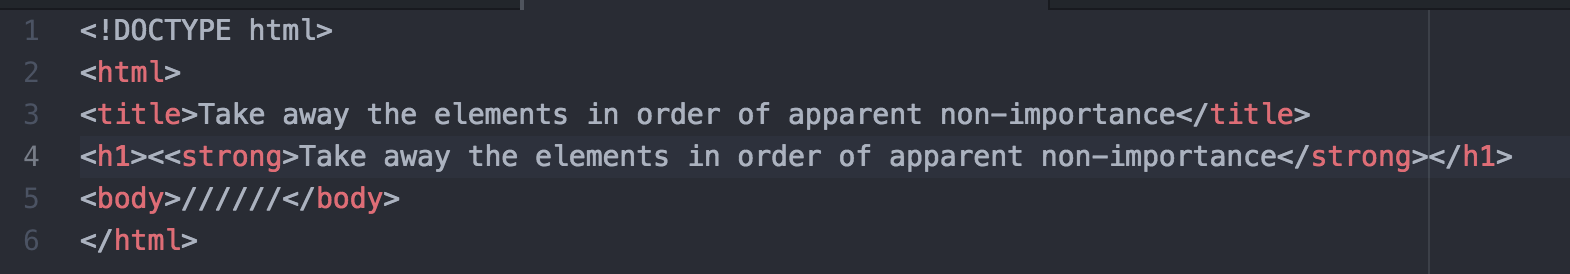 1 <!DOCTYPE html>
2 <html>
3 <title>Take away the elements in order of apparent non-importance</title>
4 <h1><<strong>Take away the elements in order of apparent non-importance</strong></h1>
5 <body>//////</body>
6 </html>